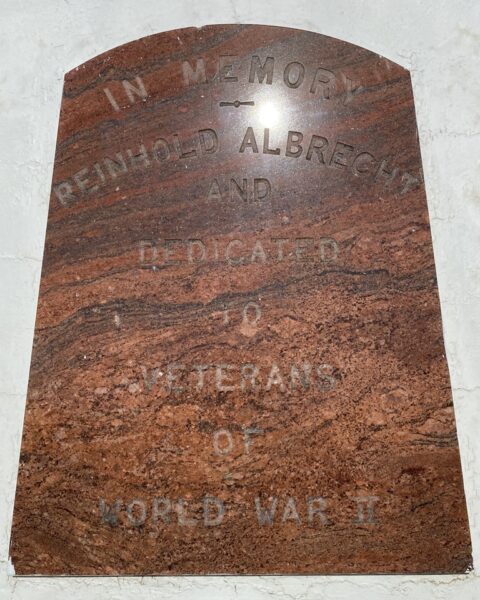 IN MEMORY
REINHOLD ALBRECHT
AND
DEDICATED
TO
VETERANS
OF
WORLD WAR II